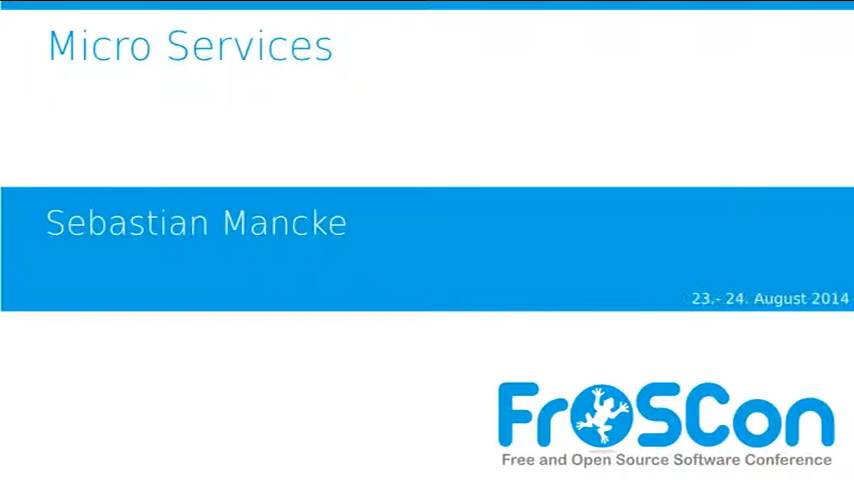 Micro Services
Sebastian Mancke
23.- 24. August 2014
FrOSCon
Free and Open Source Software Conference